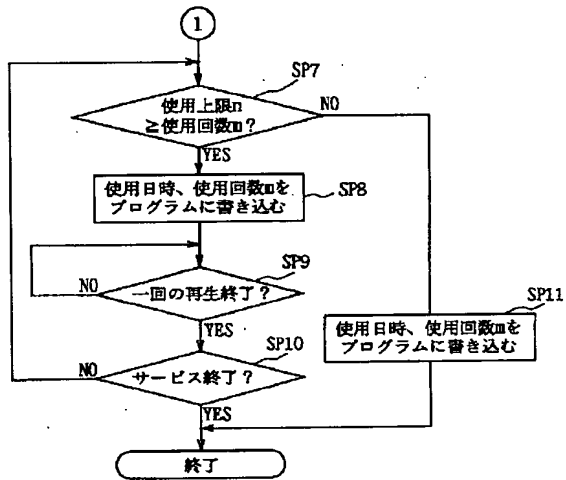 1
SP7
使用上限n
≧使用回数m?
NO
YES
使用日時、使用回数mを
プログラムに書き込む
SP8
SP9
NO
一回の再生終了?
YES
SP11
使用日時、使用回数mを
プログラムに書き込む
SP10
NO
サービス終了?
YES
終了